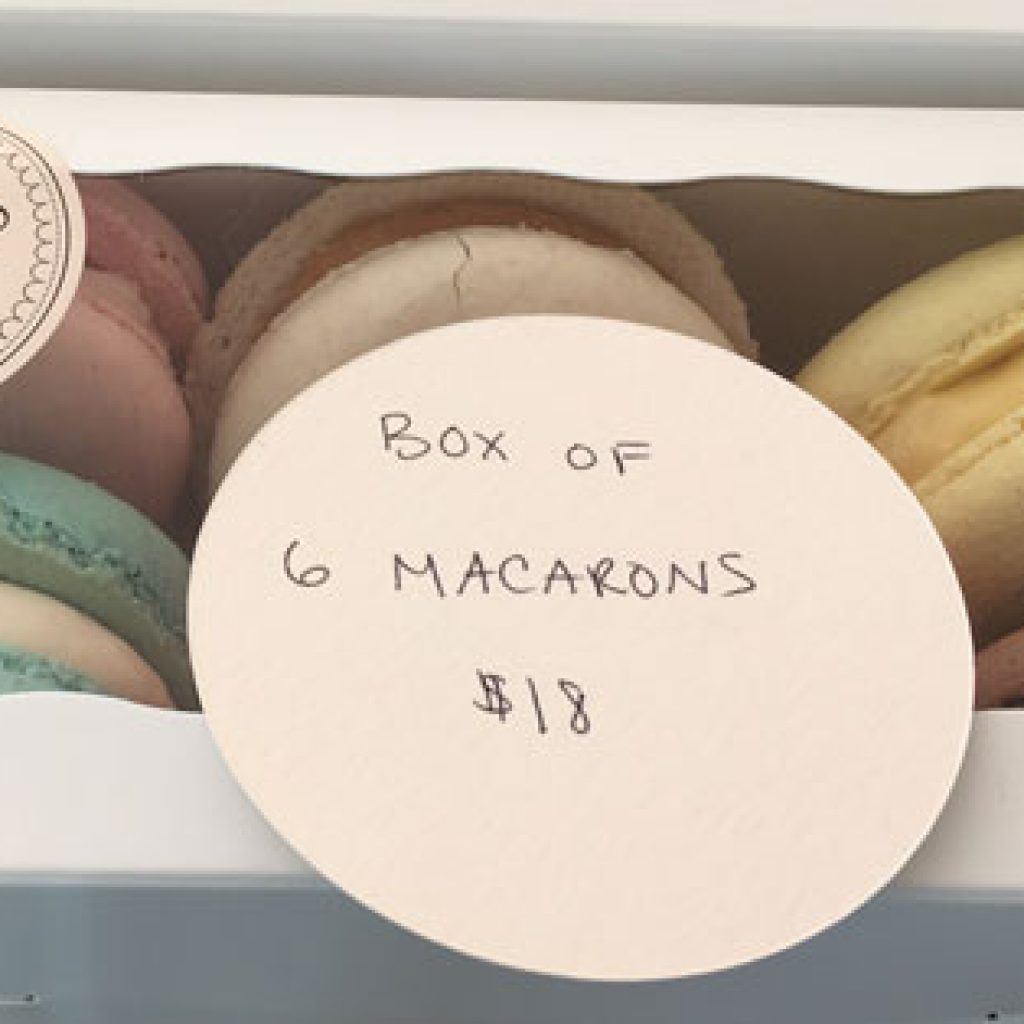 BOX OF
6 MACARONS
$18